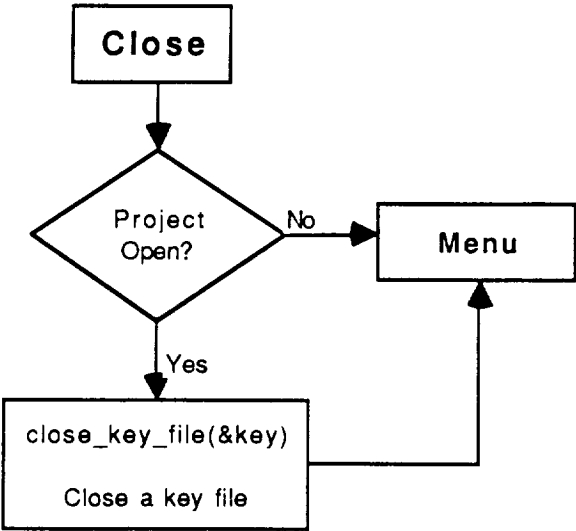 Close
Project
Open?
No
Menu
Yes
close_key_file(&key)
Close a key file